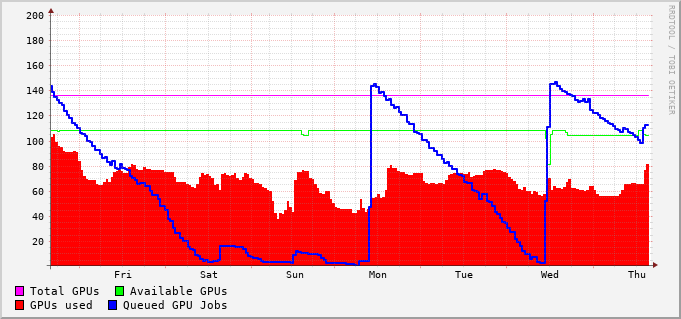 200
180
160
140
120
100
80
60
40
20
Fri Sat Sun Mon Tue Wed Thu
RRDTOOL / TOBI OETIKER
Total GPUs Available GPUs
GPUs used Queued GPU Jobs